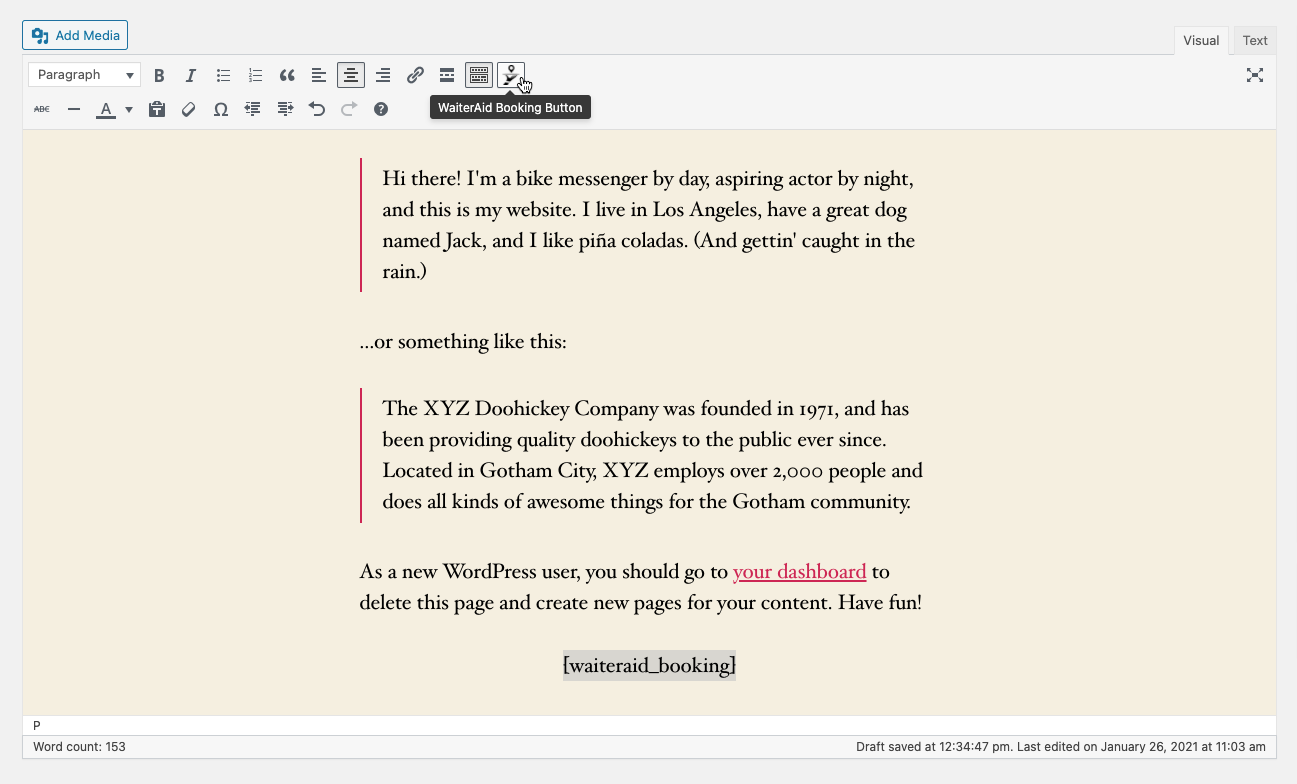 Add Media
Visual
Text
Paragraph
B
I
WaiterAid Booking Button
ABC
A
Ω
Hi there! I'm a bike messenger by day, aspiring actor by night,
and this is my website. I live in Los Angeles, have a great dog
named Jack, and I like piña coladas. (And gettin' caught in the
rain.)
...or something like this:
The XYZ Doohickey Company was founded in 1971, and has
been providing quality doohickeys to the public ever since.
Located in Gotham City, XYZ employs over 2,000 people and
does all kinds of awesome things for the Gotham community.
As a new WordPress user, you should go to your dashboard to
delete this page and create new pages for your content. Have fun!
[waiteraid_booking]
P
Word count: 153
Draft saved at 12:34:47 pm. Last edited on January 26, 2021 at 11:03 am